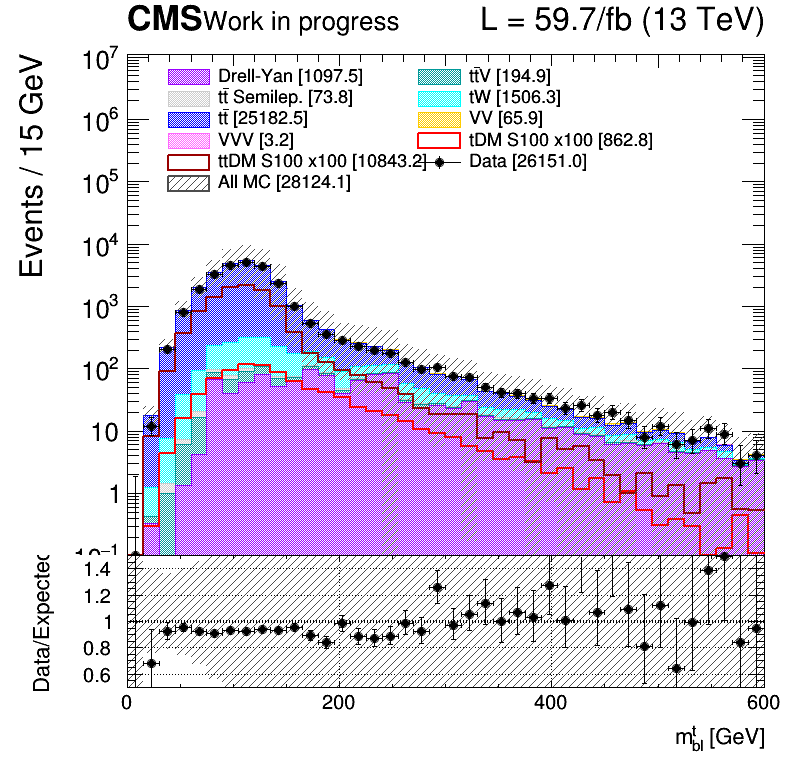 CMS Work in progress L = 59.7/fb (13 TeV)
Events / 15 GeV
10⁷
10⁶
10⁵
10⁴
10³
10²
10
1
10⁻¹
Drell-Yan [1097.5] tt̄V [194.9]
tt̄ Semilep. [73.8] tW [1506.3]
tt̄ [25182.5] VV [65.9]
VVV [3.2] tDM S100 x100 [862.8]
ttDM S100 x100 [10843.2] Data [26151.0]
All MC [28124.1]
Data/Expected
1.4
1.2
1
0.8
0.6
0 200 400 600
mᵗbl [GeV]